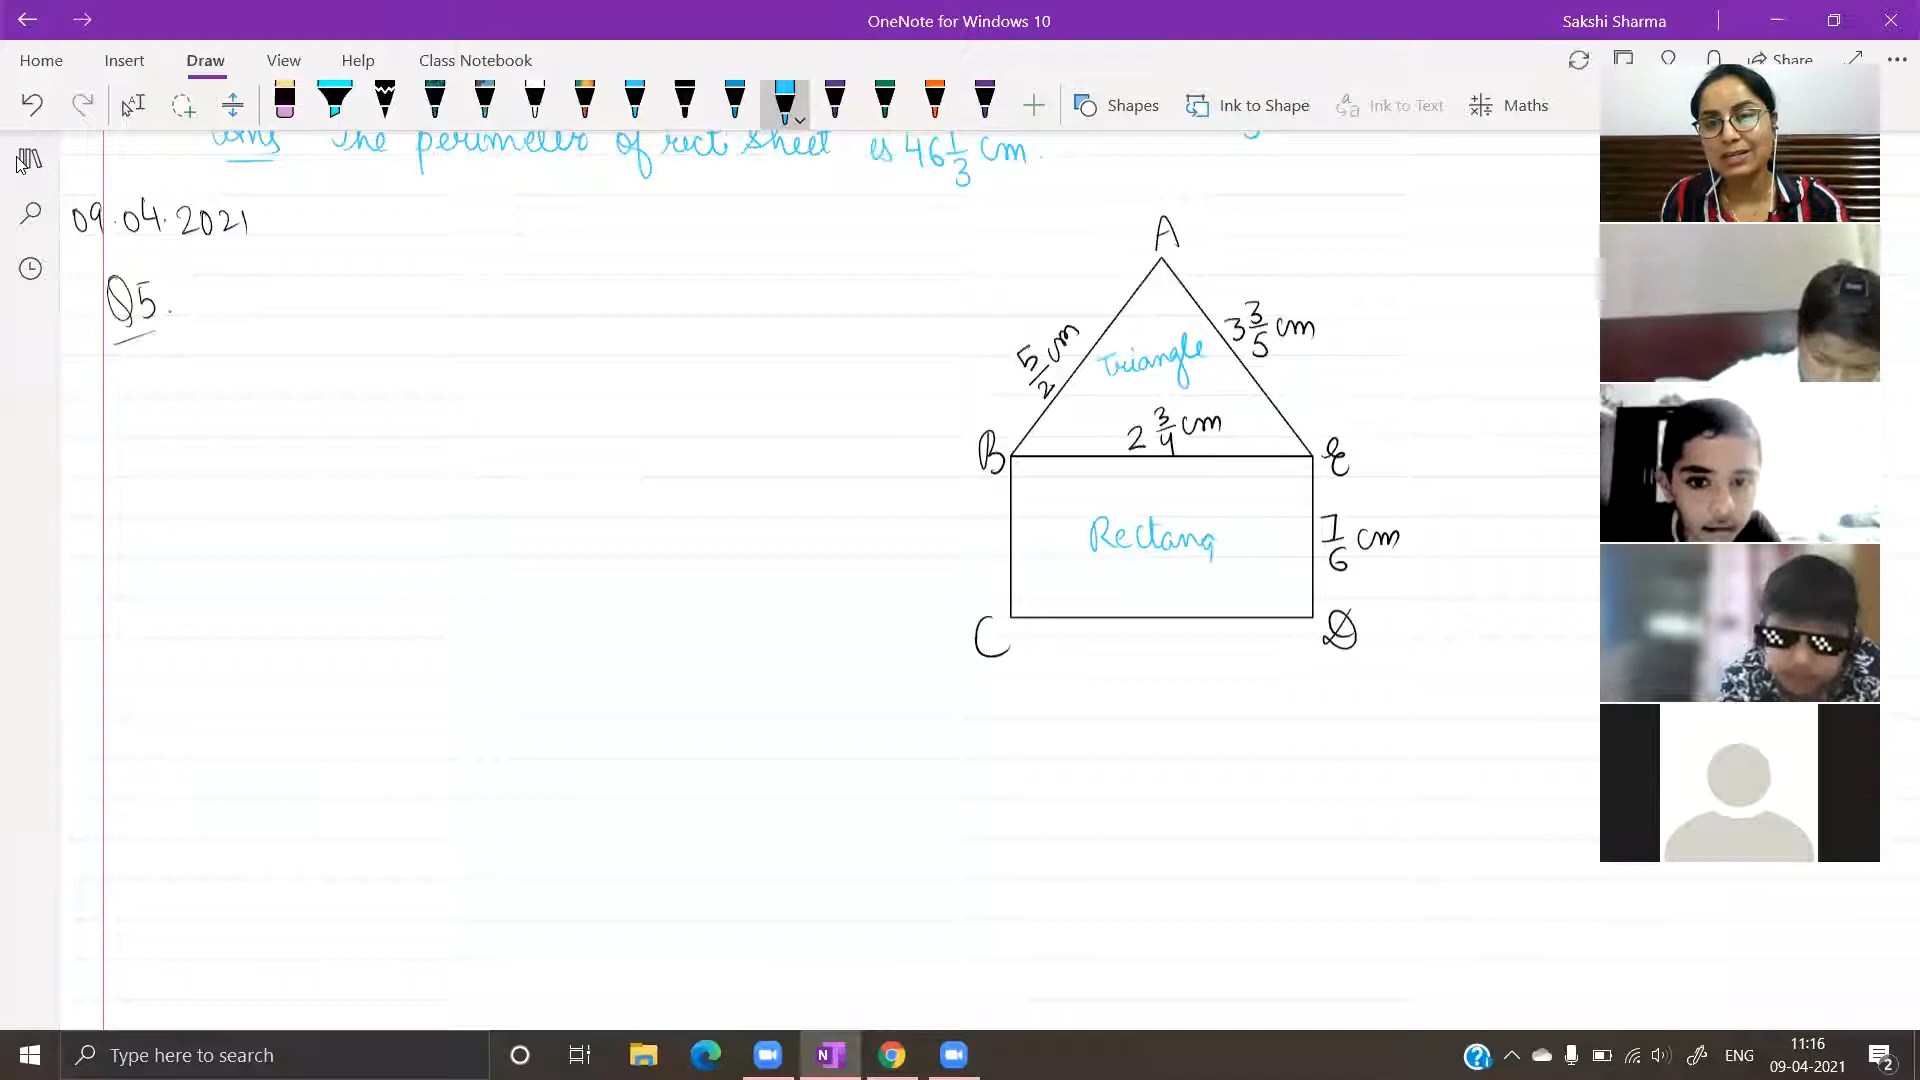 OneNote for Windows 10
Sakshi Sharma
Home Insert Draw View Help Class Notebook
Share
Shapes Ink to Shape Ink to Text Maths
Ans The perimeter of rect. sheet is 46 1/3 cm.
09.04.2021
Q5.
A
5/2 cm
3 3/5 cm
Triangle
2 3/4 cm
B
E
Rectang
7/6 cm
C
D
Type here to search
ENG
11:16
09-04-2021
2